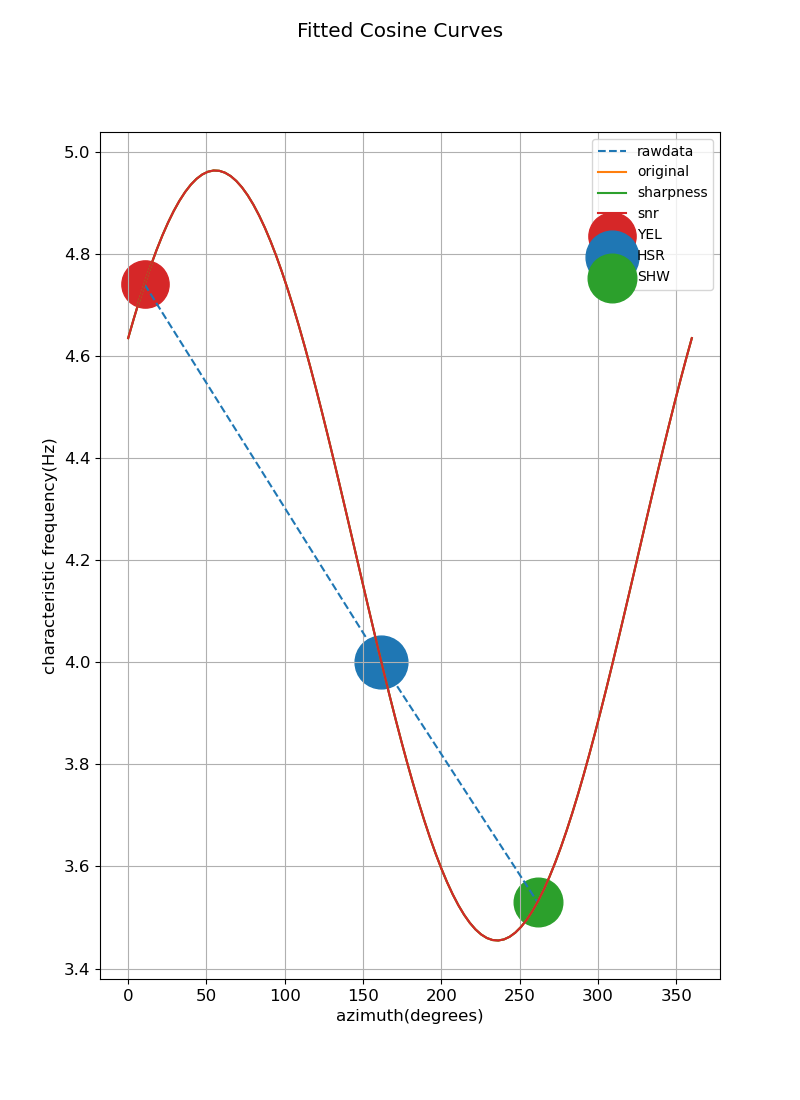 Fitted Cosine Curves
5.0
4.8
4.6
4.4
4.2
4.0
3.8
3.6
3.4
characteristic frequency(Hz)
rawdata
original
sharpness
snr
YEL
HSR
SHW
0 50 100 150 200 250 300 350
azimuth(degrees)